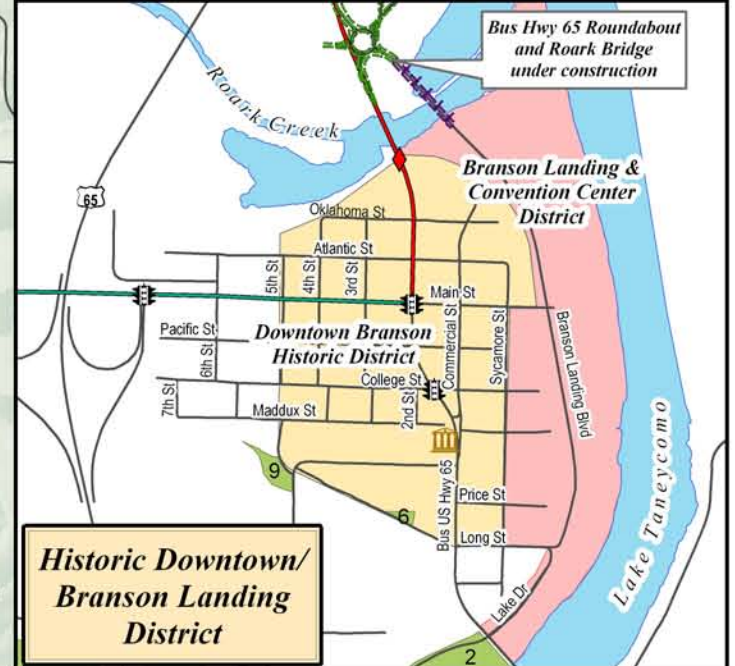 Bus Hwy 65 Roundabout
and Roark Bridge
under construction
Roark Creek
65
Branson Landing &
Convention Center
District
Oklahoma St
Atlantic St
5th St
4th St
3rd St
Main St
Pacific St
6th St
Downtown Branson
Historic District
Commercial St
Sycamore St
Branson Landing Blvd
College St
7th St
Maddux St
2nd St
9
Bus US Hwy 65
Price St
6
Long St
Lake Taneycomo
Historic Downtown/
Branson Landing
District
Lake Dr
2